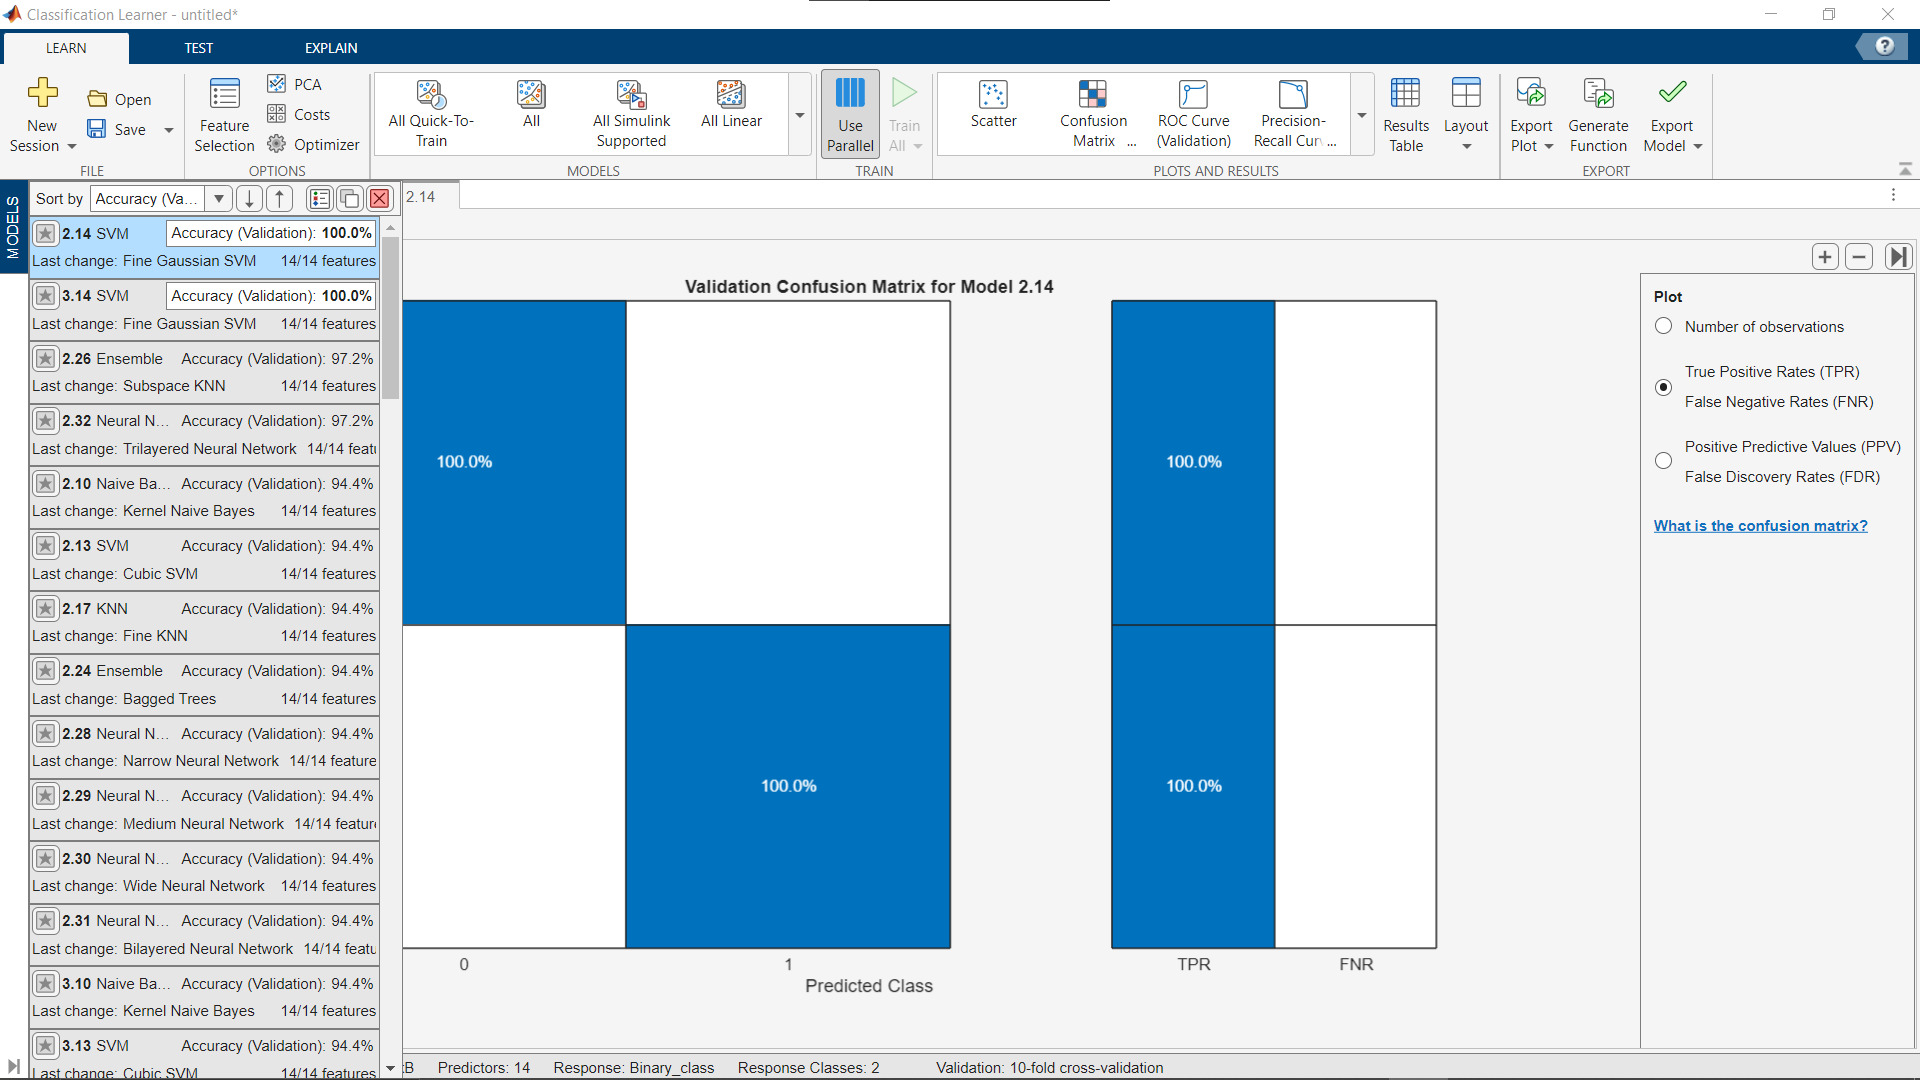 Classification Learner - untitled*
LEARN TEST EXPLAIN
New Session
Open
Save
FILE
Feature Selection
PCA
Costs
Optimizer
OPTIONS
All Quick-To-Train
All
All Simulink Supported
All Linear
MODELS
Use Parallel
Train All
TRAIN
Scatter
Confusion Matrix ...
ROC Curve (Validation)
Precision-Recall Cur...
PLOTS AND RESULTS
Results Table
Layout
Export Plot
Generate Function
Export Model
EXPORT
MODELS
Sort by Accuracy (Va...
2.14 SVM Accuracy (Validation): 100.0%
Last change: Fine Gaussian SVM 14/14 features
3.14 SVM Accuracy (Validation): 100.0%
Last change: Fine Gaussian SVM 14/14 features
2.26 Ensemble Accuracy (Validation): 97.2%
Last change: Subspace KNN 14/14 features
2.32 Neural N... Accuracy (Validation): 97.2%
Last change: Trilayered Neural Network 14/14 featu
2.10 Naive Ba... Accuracy (Validation): 94.4%
Last change: Kernel Naive Bayes 14/14 features
2.13 SVM Accuracy (Validation): 94.4%
Last change: Cubic SVM 14/14 features
2.17 KNN Accuracy (Validation): 94.4%
Last change: Fine KNN 14/14 features
2.24 Ensemble Accuracy (Validation): 94.4%
Last change: Bagged Trees 14/14 features
2.28 Neural N... Accuracy (Validation): 94.4%
Last change: Narrow Neural Network 14/14 feature
2.29 Neural N... Accuracy (Validation): 94.4%
Last change: Medium Neural Network 14/14 featur
2.30 Neural N... Accuracy (Validation): 94.4%
Last change: Wide Neural Network 14/14 features
2.31 Neural N... Accuracy (Validation): 94.4%
Last change: Bilayered Neural Network 14/14 featu
3.10 Naive Ba... Accuracy (Validation): 94.4%
Last change: Kernel Naive Bayes 14/14 features
3.13 SVM Accuracy (Validation): 94.4%
Last change: Cubic SVM 14/14 features
2.14
Validation Confusion Matrix for Model 2.14
100.0% 100.0%
100.0% 100.0%
0 1 TPR FNR
Predicted Class
Plot
Number of observations
True Positive Rates (TPR)
False Negative Rates (FNR)
Positive Predictive Values (PPV)
False Discovery Rates (FDR)
What is the confusion matrix?
B Predictors: 14 Response: Binary_class Response Classes: 2 Validation: 10-fold cross-validation